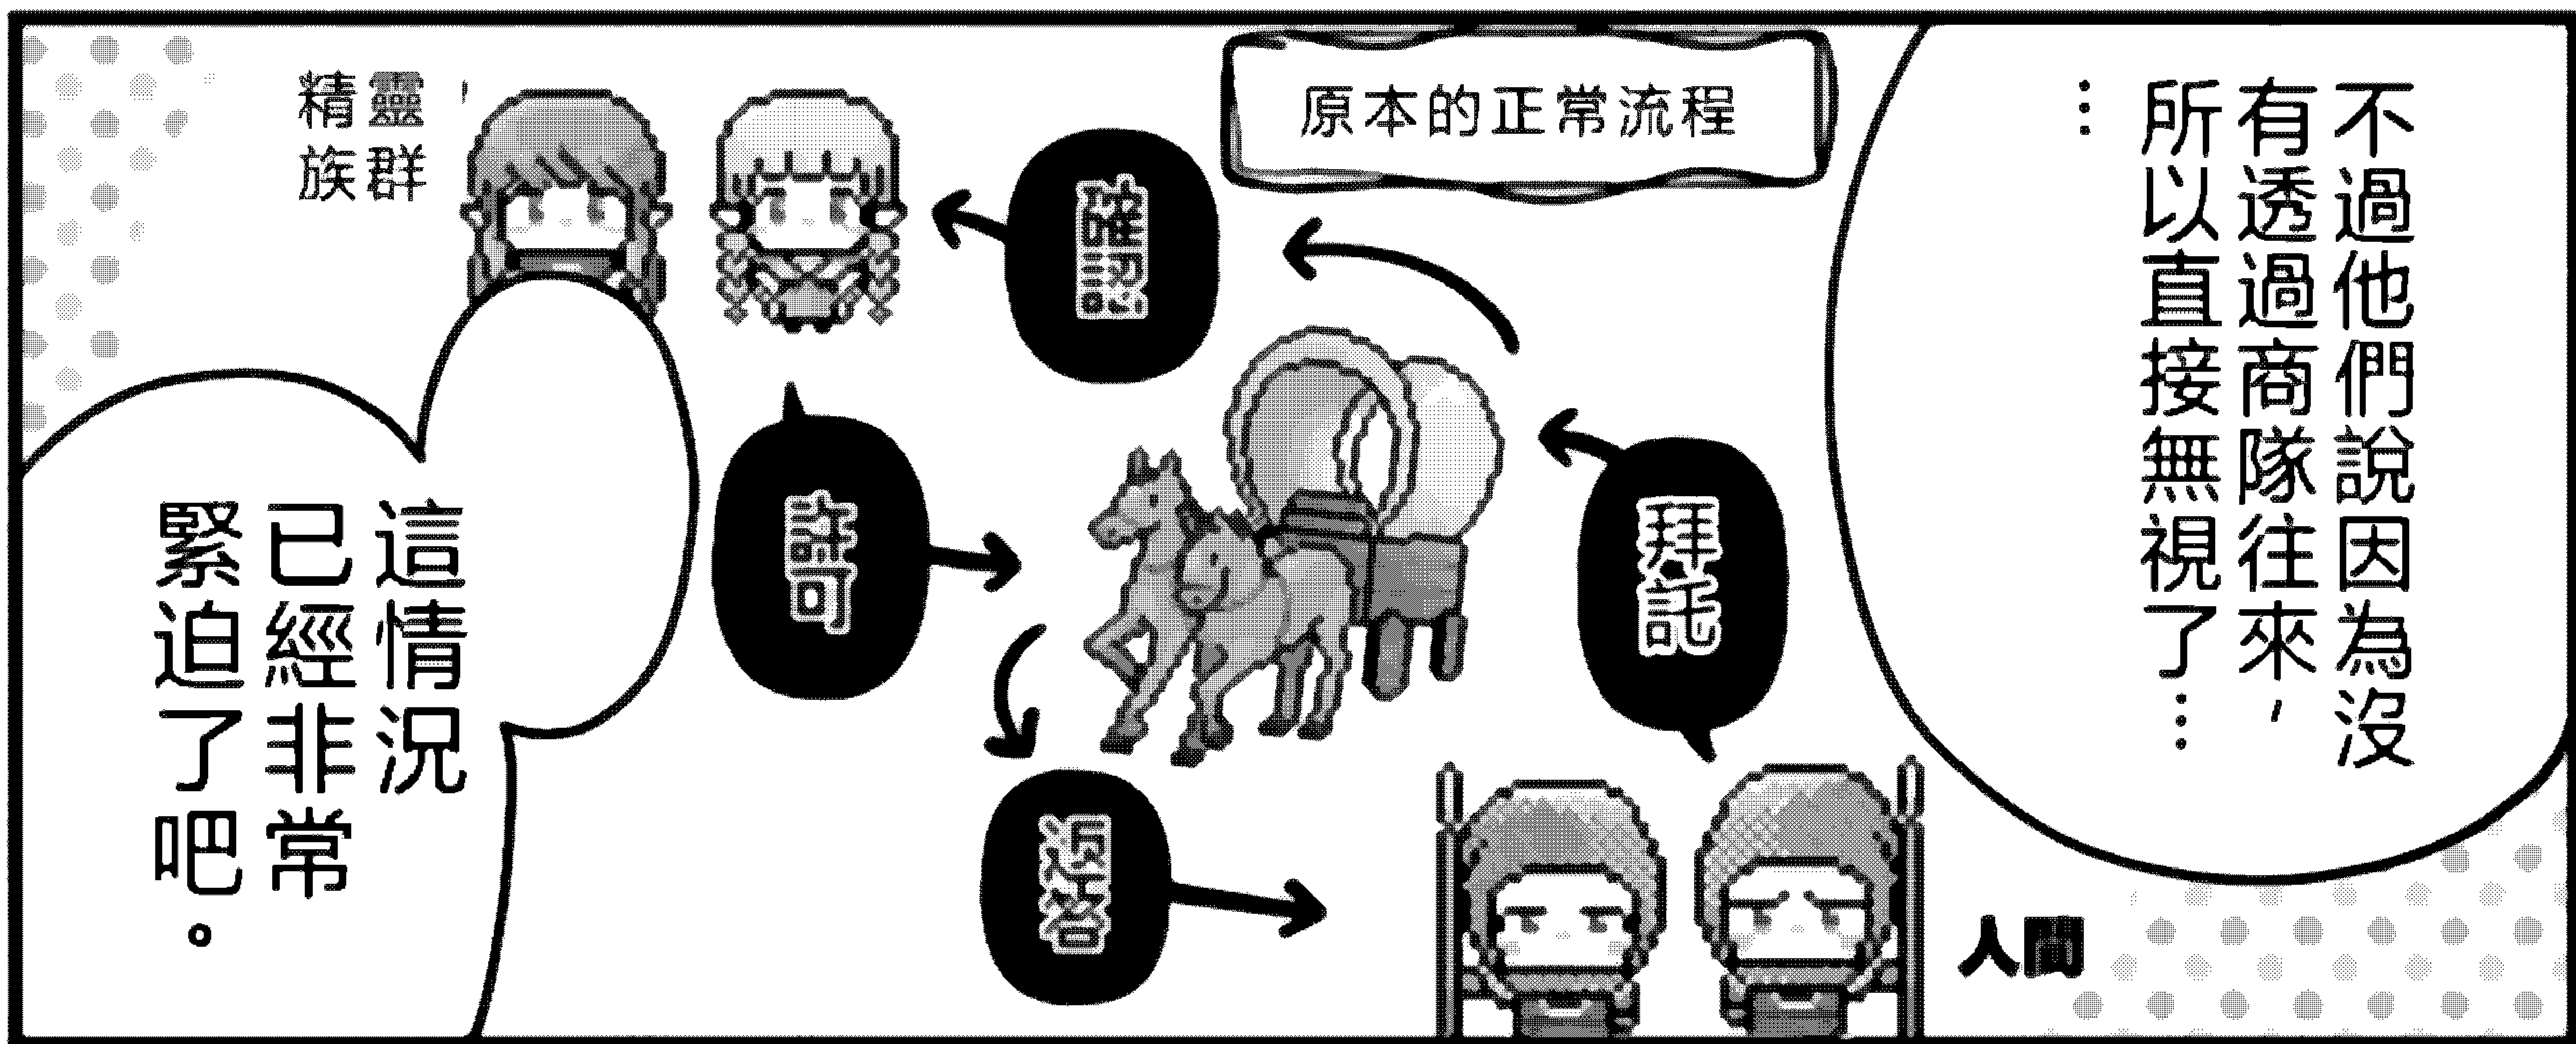 不過他們說因為沒
有透過商隊往來，
所以直接無視了…
…
原本的正常流程
拜託
確認
精靈
族群
許可
人間
這情況
已經非常
緊迫了吧。